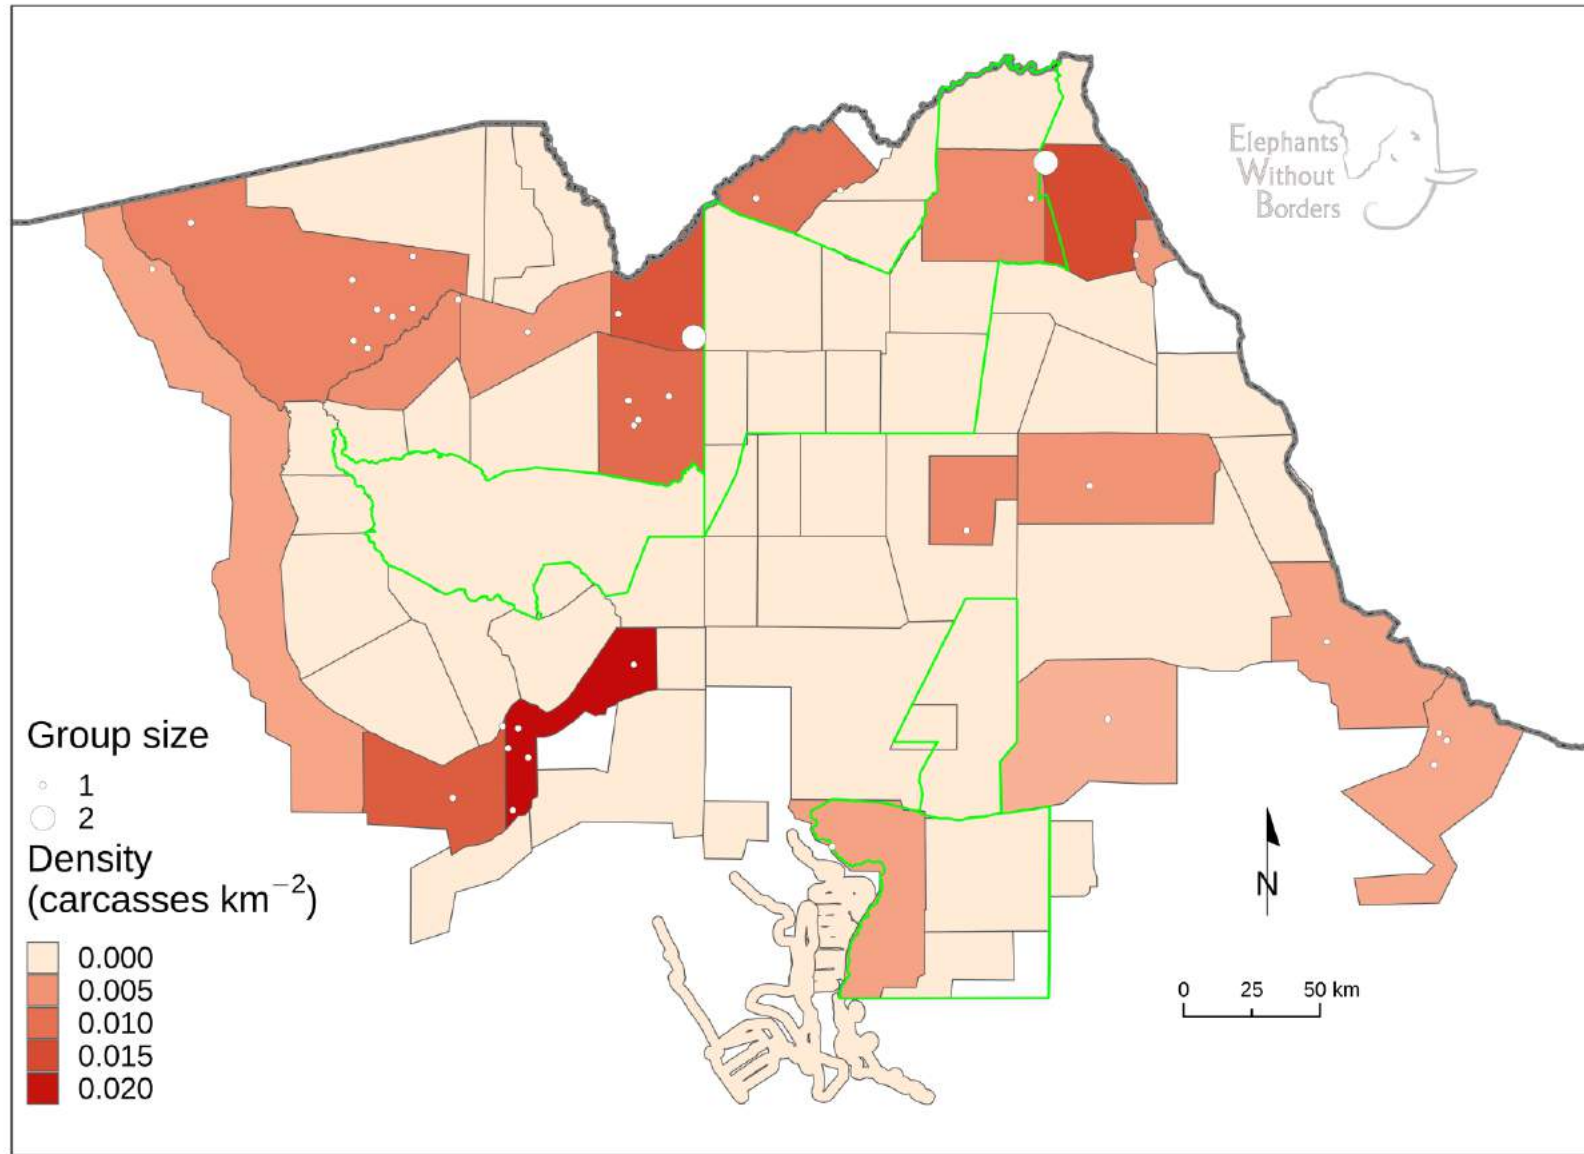 Elephants
Without
Borders
Group size
1
2
Density
(carcasses km⁻²)
0.000
0.005
0.010
0.015
0.020
N
0 25 50 km